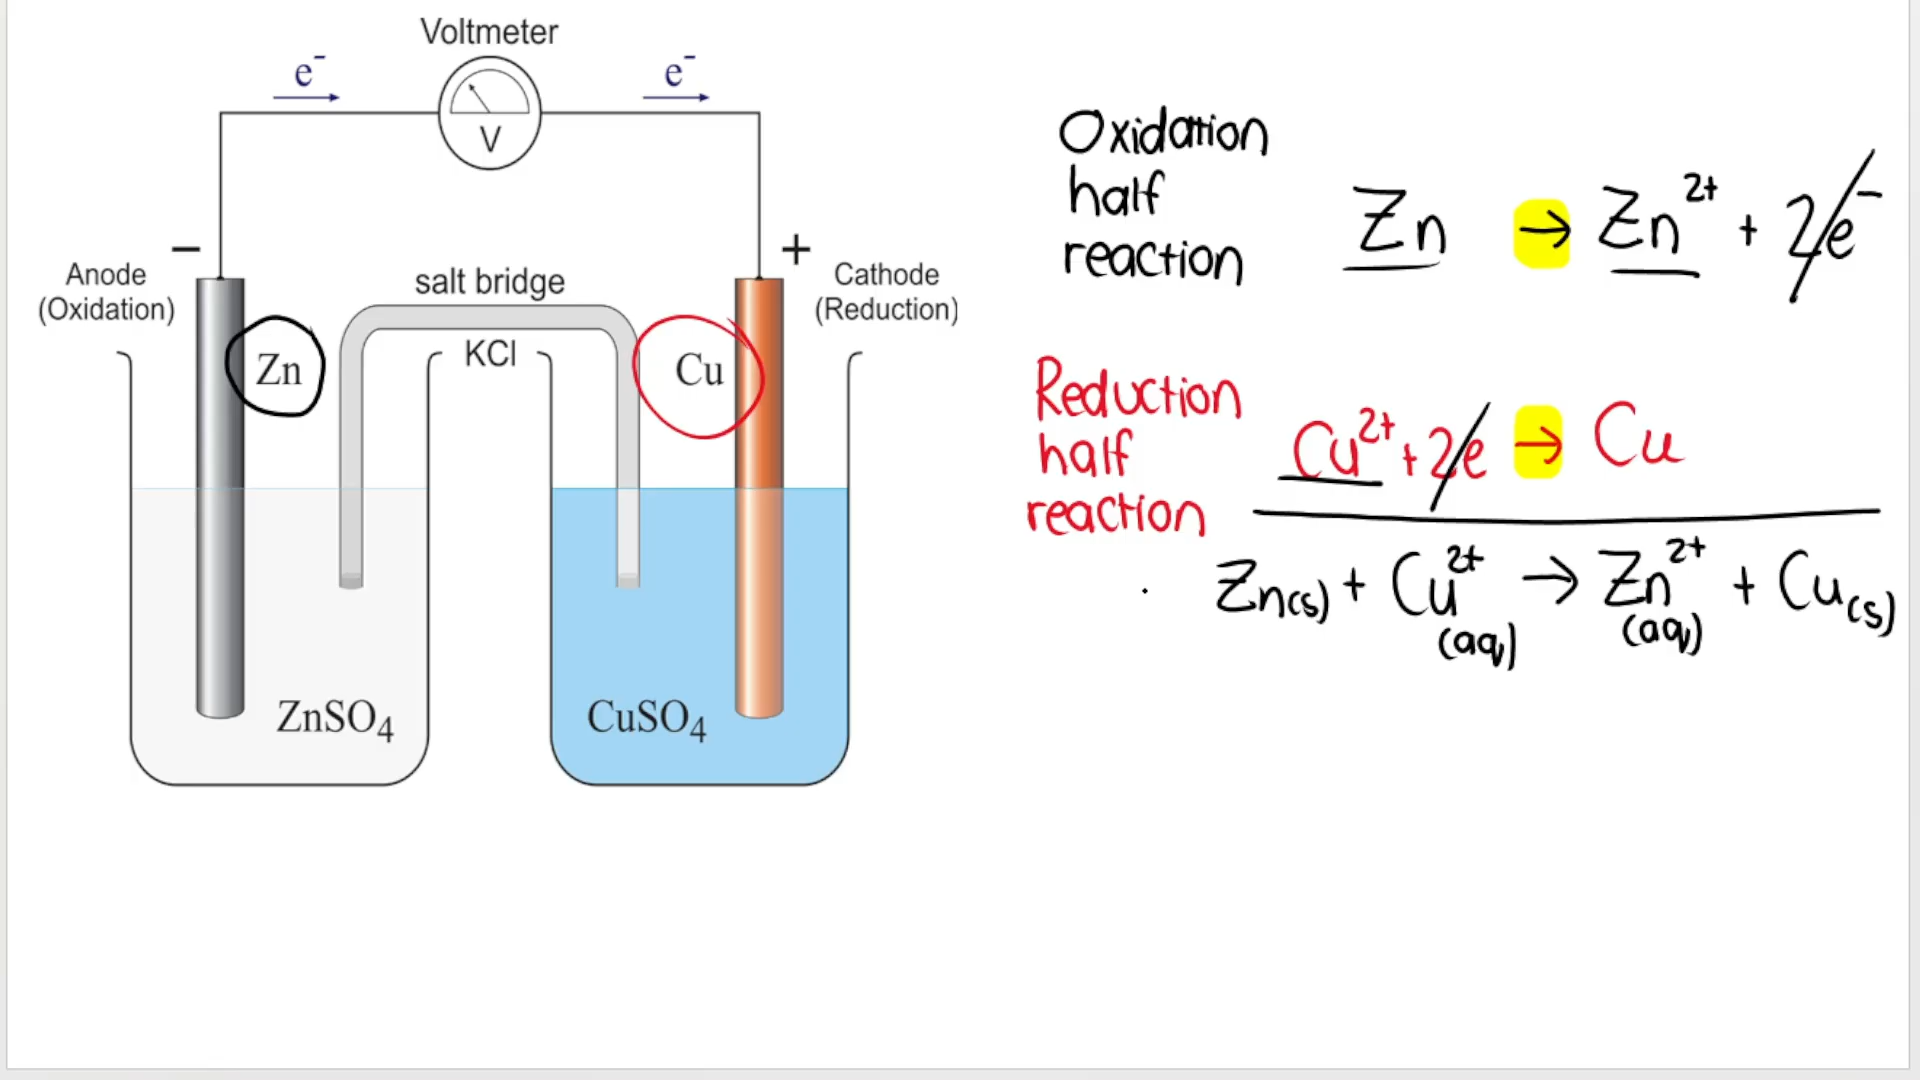 Voltmeter
e⁻ e⁻
V
− +
Anode
(Oxidation)
salt bridge
Cathode
(Reduction)
Zn
KCl
Cu
ZnSO₄
CuSO₄
Oxidation
half
reaction
Zn → Zn²⁺ + 2e⁻
Reduction
half
reaction
Cu²⁺ + 2e → Cu
Zn(s) + Cu²⁺(aq) → Zn²⁺(aq) + Cu(s)